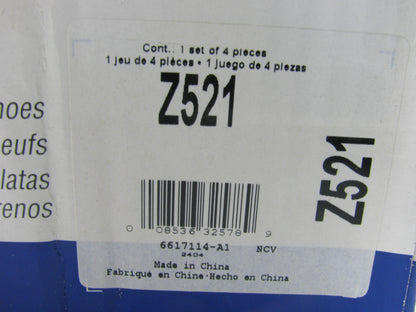 Cont.. 1 set of 4 pieces
1 jeu de 4 pièces • 1 juego de 4 piezas
Z521
hoes
eufs
latas
renos
Z521
0 08536 32578 9
6617114-A1 NCV
2404
Made in China
Fabriqué en Chine·Hecho en China